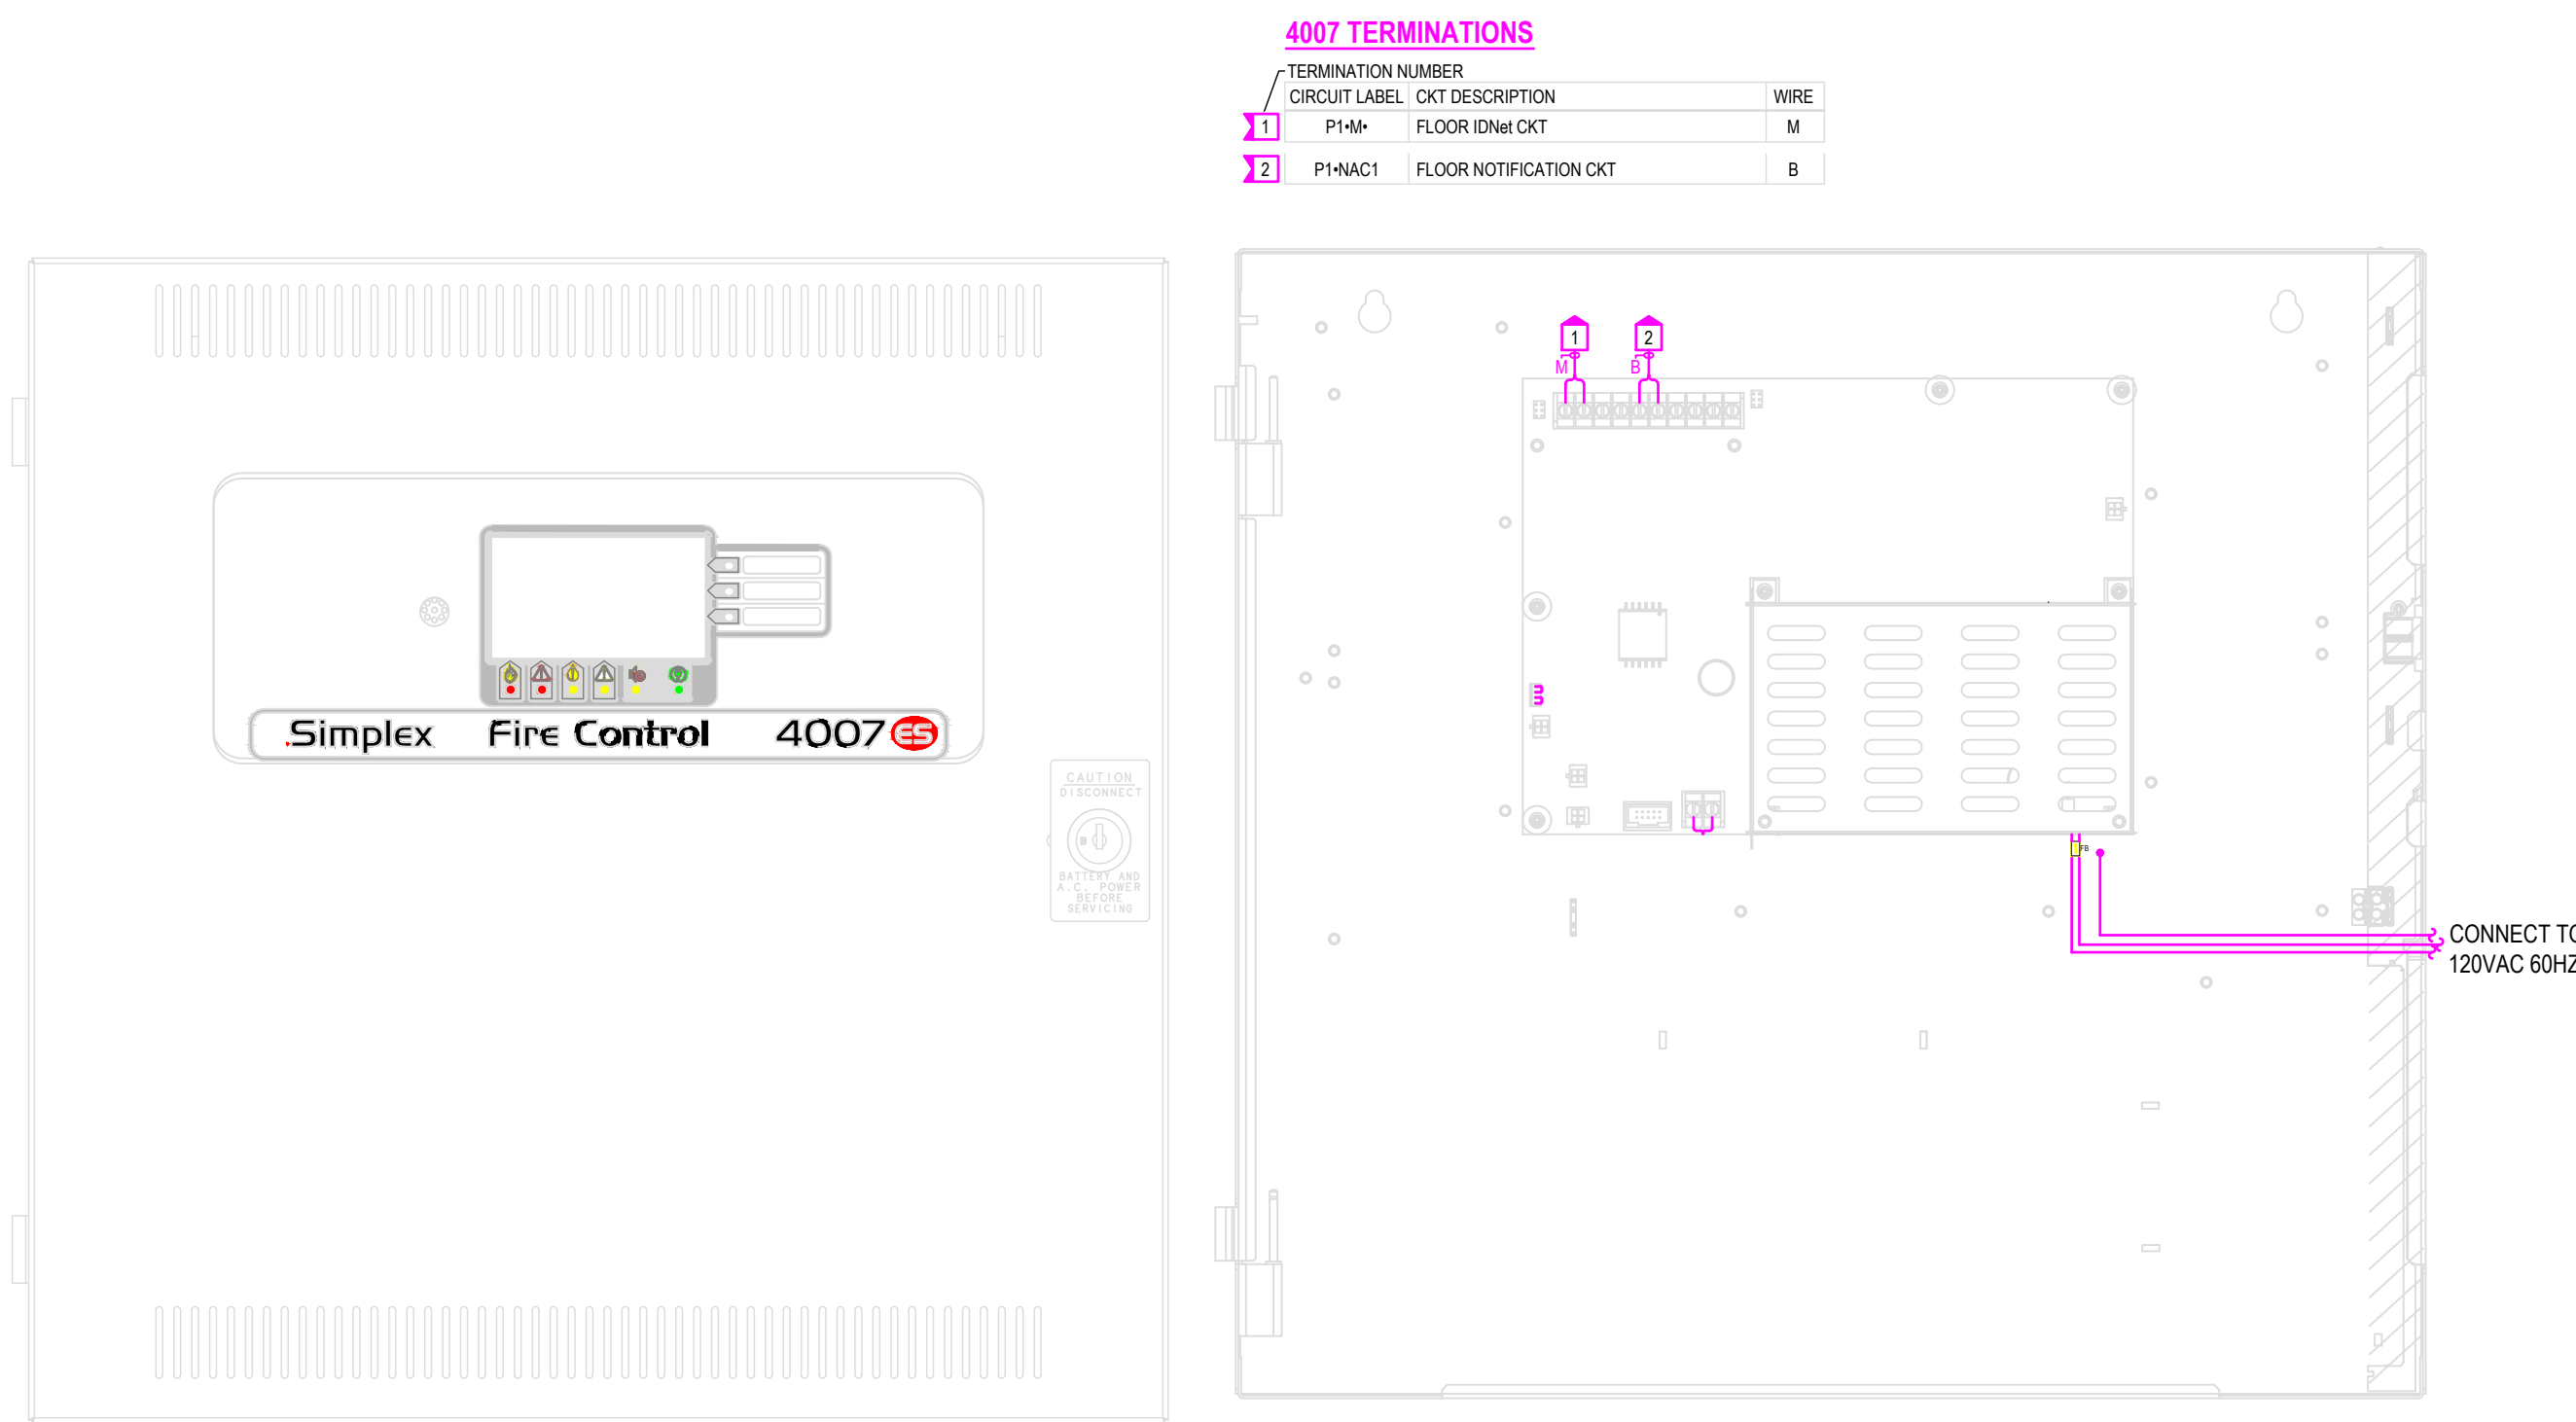 4007 TERMINATIONS
TERMINATION NUMBER
CIRCUIT LABEL CKT DESCRIPTION WIRE
1 P1•M• FLOOR IDNet CKT M
2 P1•NAC1 FLOOR NOTIFICATION CKT B
1 2
M B
Simplex Fire Control 4007 ES
CAUTION
DISCONNECT
BATTERY AND
A.C. POWER
BEFORE
SERVICING
FB
CONNECT TO
120VAC 60HZ